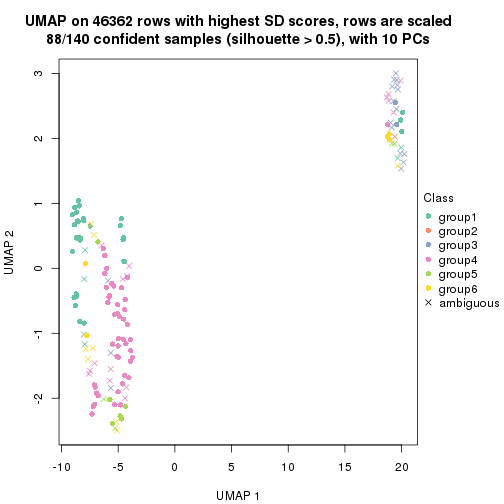 UMAP on 46362 rows with highest SD scores, rows are scaled
88/140 confident samples (silhouette > 0.5), with 10 PCs
3
2
1
0
-1
-2
UMAP 2
-10
-5
0
5
10
15
20
UMAP 1
Class
group1
group2
group3
group4
group5
group6
ambiguous